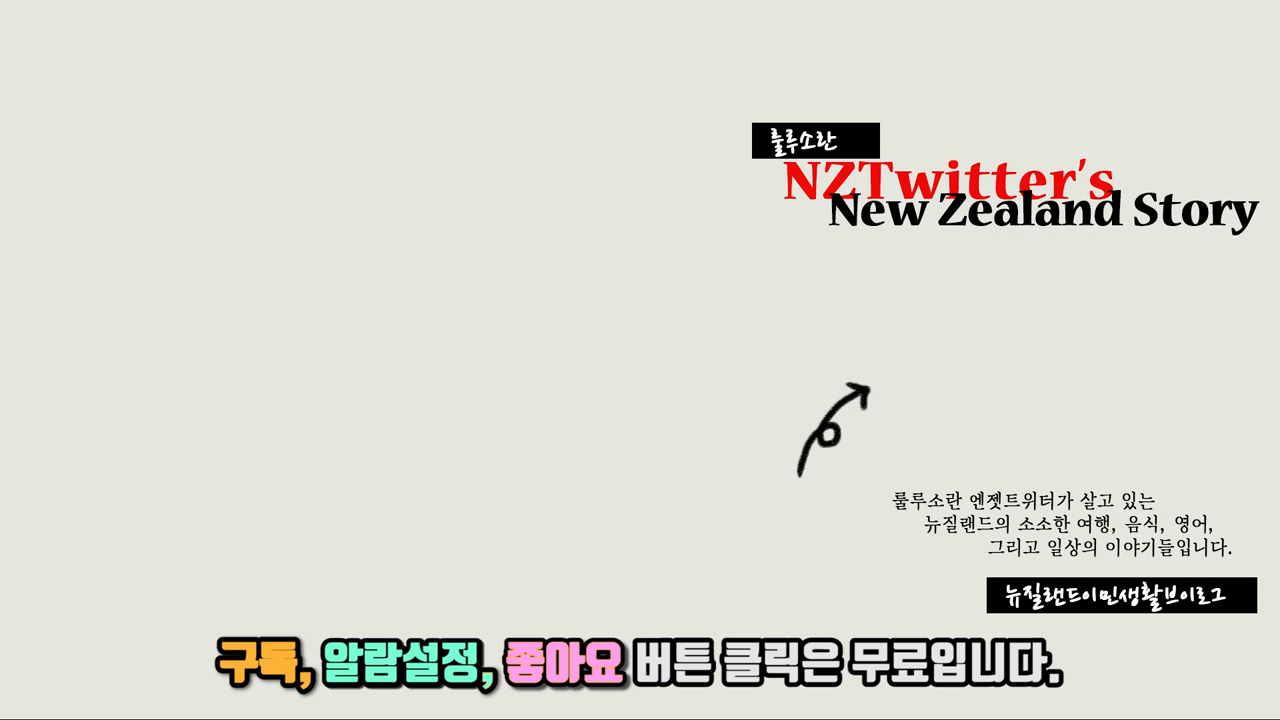 룰루소란
NZTwitter's
New Zealand Story
룰루소란 엔젯트위터가 살고 있는
뉴질랜드의 소소한 여행, 음식, 영어,
그리고 일상의 이야기들입니다.
뉴질랜드이민생활브이로그
구독, 알람설정, 좋아요 버튼 클릭은 무료입니다.